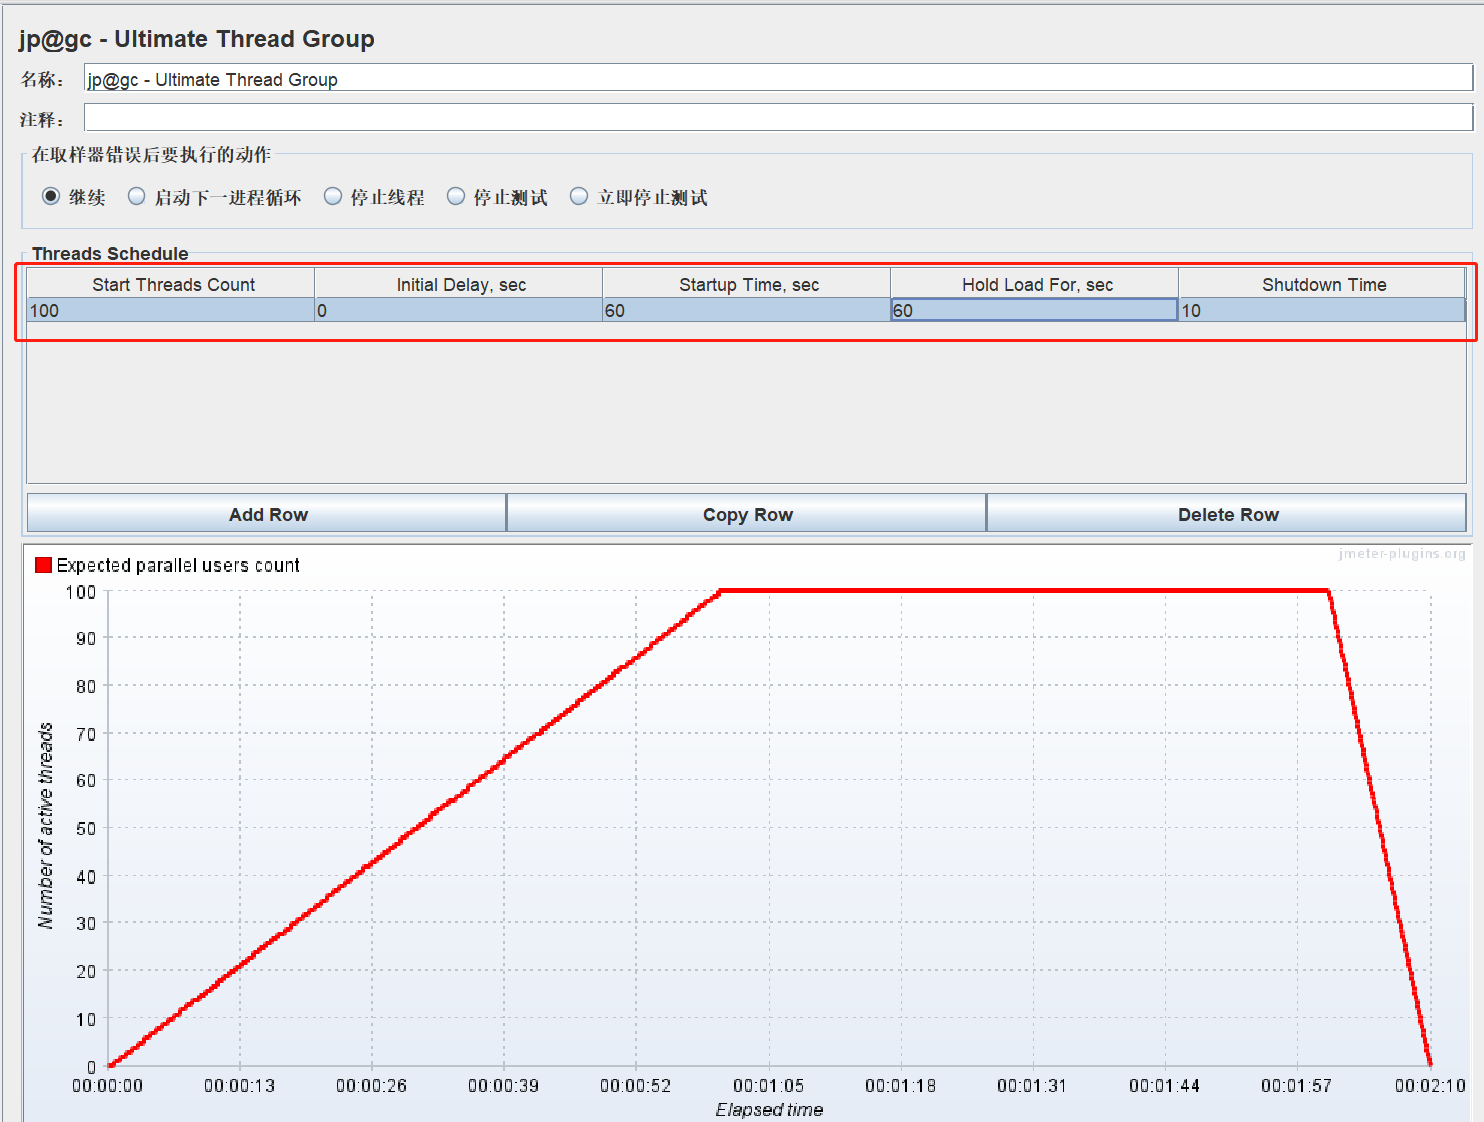 jp@gc - Ultimate Thread Group
名称： jp@gc - Ultimate Thread Group
注释：
在取样器错误后要执行的动作
继续 启动下一进程循环 停止线程 停止测试 立即停止测试
Threads Schedule
Start Threads Count Initial Delay, sec Startup Time, sec Hold Load For, sec Shutdown Time
100 0 60 60 10
Add Row Copy Row Delete Row
jmeter-plugins.org
Expected parallel users count
100
90
80
70
60
50
40
30
20
10
0
Number of active threads
00:00:00 00:00:13 00:00:26 00:00:39 00:00:52 00:01:05 00:01:18 00:01:31 00:01:44 00:01:57 00:02:10
Elapsed time